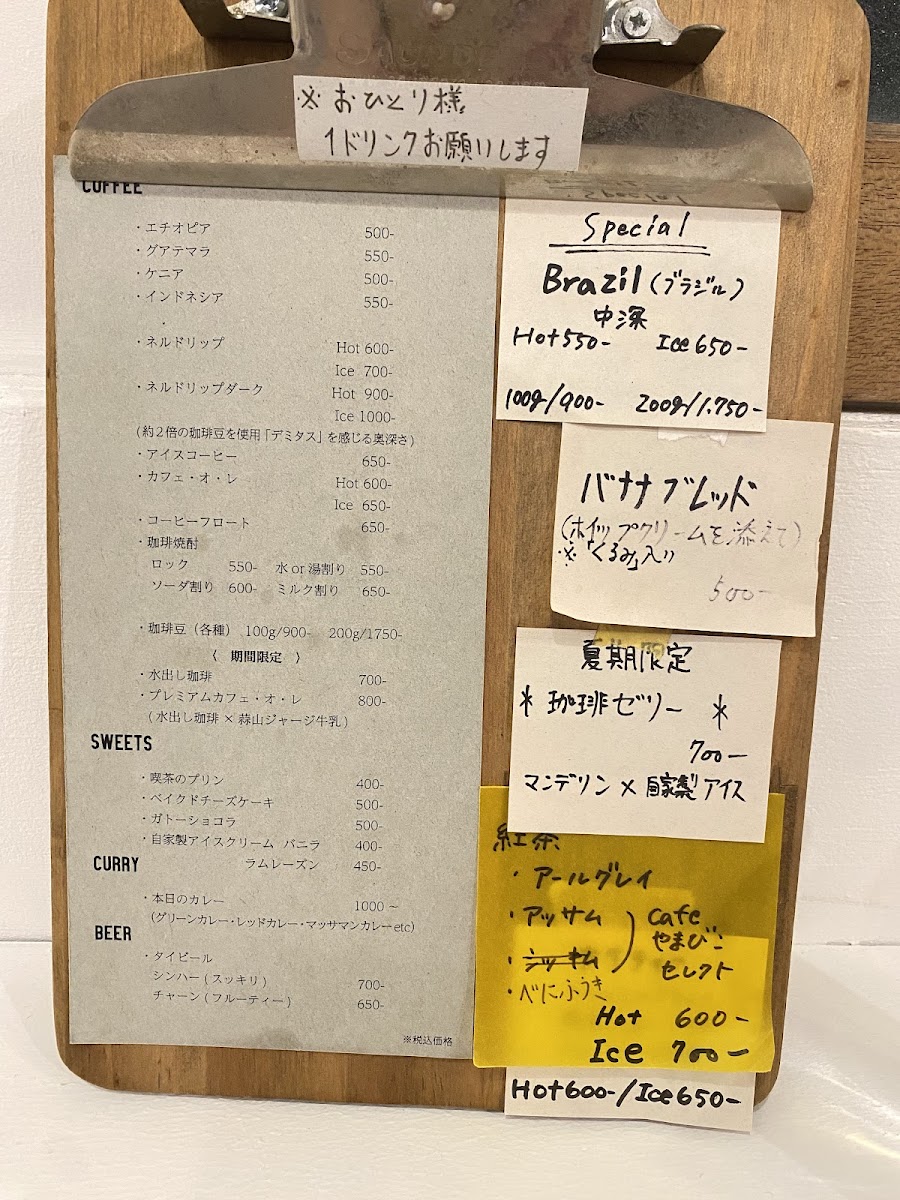 ※ おひとり様
1ドリンクお願いします
COFFEE
・エチオピア 500-
・グアテマラ 550-
・ケニア 500-
・インドネシア 550-
・ネルドリップ Hot 600-
Ice 700-
・ネルドリップダーク Hot 900-
Ice 1000-
(約2倍の珈琲豆を使用「デミタス」を感じる奥深さ)
・アイスコーヒー 650-
・カフェ・オ・レ Hot 600-
Ice 650-
・コーヒーフロート 650-
・珈琲焼酎
ロック 550- 水or湯割り 550-
ソーダ割り 600- ミルク割り 650-
・珈琲豆(各種) 100g/900- 200g/1750-
〈 期間限定 〉
・水出し珈琲 700-
・プレミアムカフェ・オ・レ 800-
(水出し珈琲 × 蒜山ジャージ牛乳)
SWEETS
・喫茶のプリン 400-
・ベイクドチーズケーキ 500-
・ガトーショコラ 500-
・自家製アイスクリーム バニラ 400-
ラムレーズン 450-
CURRY
・本日のカレー 1000~
(グリーンカレー・レッドカレー・マッサマンカレーetc)
BEER
・タイビール
シンハー(スッキリ) 700-
チャーン(フルーティー) 650-
※税込価格
Special
Brazil(ブラジル)
中深
Hot550- Ice650-
100g/900- 200g/1.750-
バナナブレッド
(ホイップクリームを添えて)
※「くるみ」入り
500-
夏期限定
* 珈琲ゼリー *
700-
マンデリン×自家製アイス
紅茶
・アールグレイ
・アッサム
・シッキム
・べにふうき
cafe
やまびこ
セレクト
Hot 600-
Ice 700-
Hot600-/Ice650-